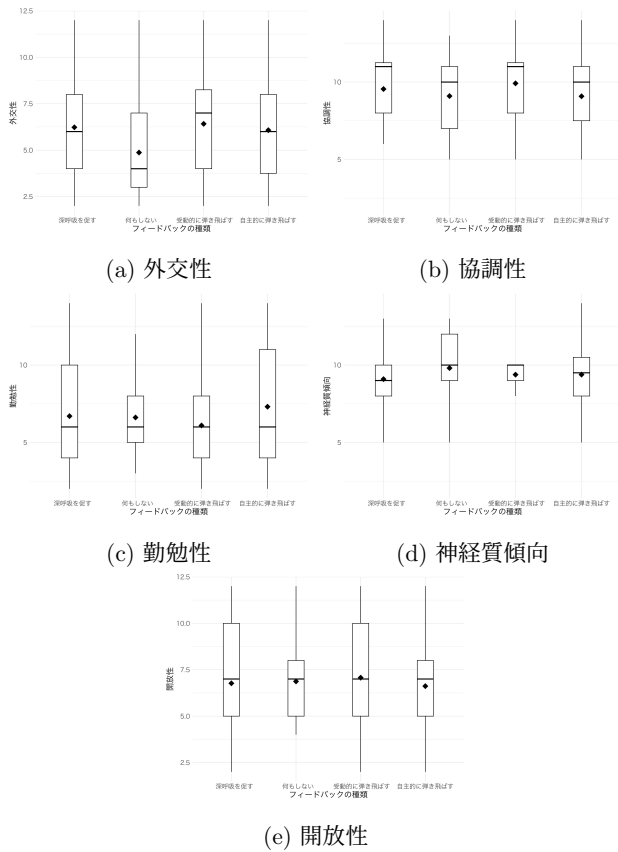 12.5
10.0
7.5
5.0
2.5
外交性
深呼吸を促す 何もしない 受動的に弾き飛ばす 自主的に弾き飛ばす
フィードバックの種類
(a) 外交性
10
5
協調性
深呼吸を促す 何もしない 受動的に弾き飛ばす 自主的に弾き飛ばす
フィードバックの種類
(b) 協調性
10
5
勤勉性
深呼吸を促す 何もしない 受動的に弾き飛ばす 自主的に弾き飛ばす
フィードバックの種類
(c) 勤勉性
10
5
神経質傾向
深呼吸を促す 何もしない 受動的に弾き飛ばす 自主的に弾き飛ばす
フィードバックの種類
(d) 神経質傾向
12.5
10.0
7.5
5.0
2.5
開放性
深呼吸を促す 何もしない 受動的に弾き飛ばす 自主的に弾き飛ばす
フィードバックの種類
(e) 開放性